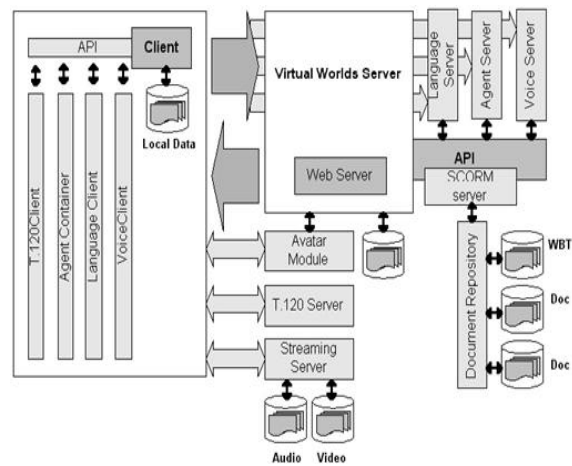 API
Client
Local Data
T.120Client
Agent Container
Language Client
VoiceClient
Virtual Worlds Server
Web Server
Language
Server
Agent Server
Voice Server
API
SCORM
server
Avatar
Module
T.120 Server
Streaming
Server
Audio
Video
Document Repository
WBT
Doc
Doc